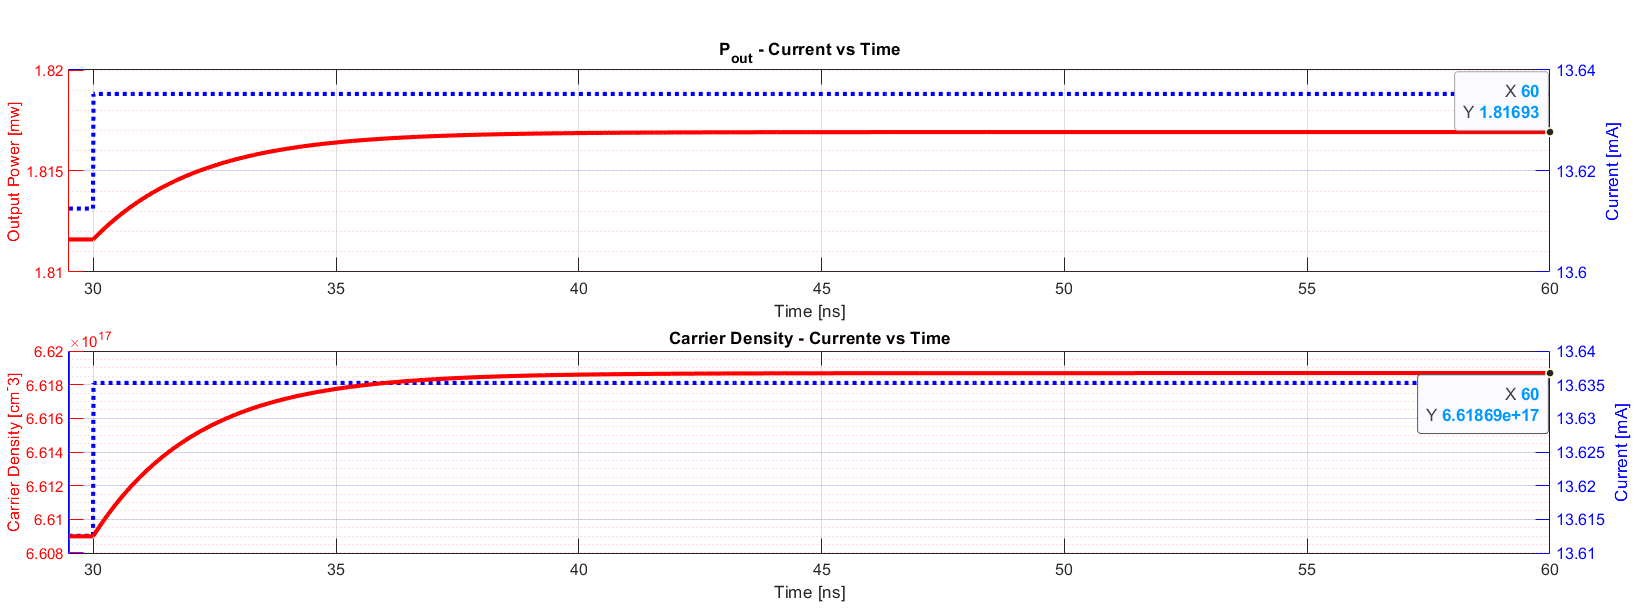 P_out - Current vs Time
1.82
1.815
1.81
Output Power [mw]
13.64
13.62
13.6
Current [mA]
X 60
Y 1.81693
30 35 40 45 50 55 60
Time [ns]
Carrier Density - Currente vs Time
×10^17
6.62
6.618
6.616
6.614
6.612
6.61
6.608
Carrier Density [cm^-3]
13.64
13.635
13.63
13.625
13.62
13.615
13.61
Current [mA]
X 60
Y 6.61869e+17
30 35 40 45 50 55 60
Time [ns]